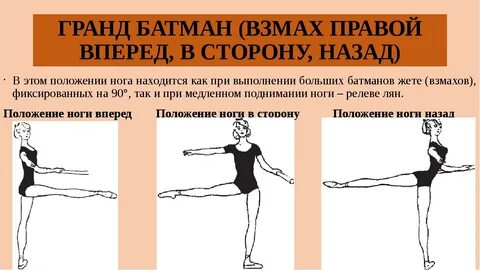 ГРАНД БАТМАН (ВЗМАХ ПРАВОЙ
ВПЕРЕД, В СТОРОНУ, НАЗАД)
· В этом положении нога находится как при выполнении больших батманов жете (взмахов),
фиксированных на 90°, так и при медленном поднимании ноги – релеве лян.
Положение ноги вперед Положение ноги в сторону Положение ноги назад